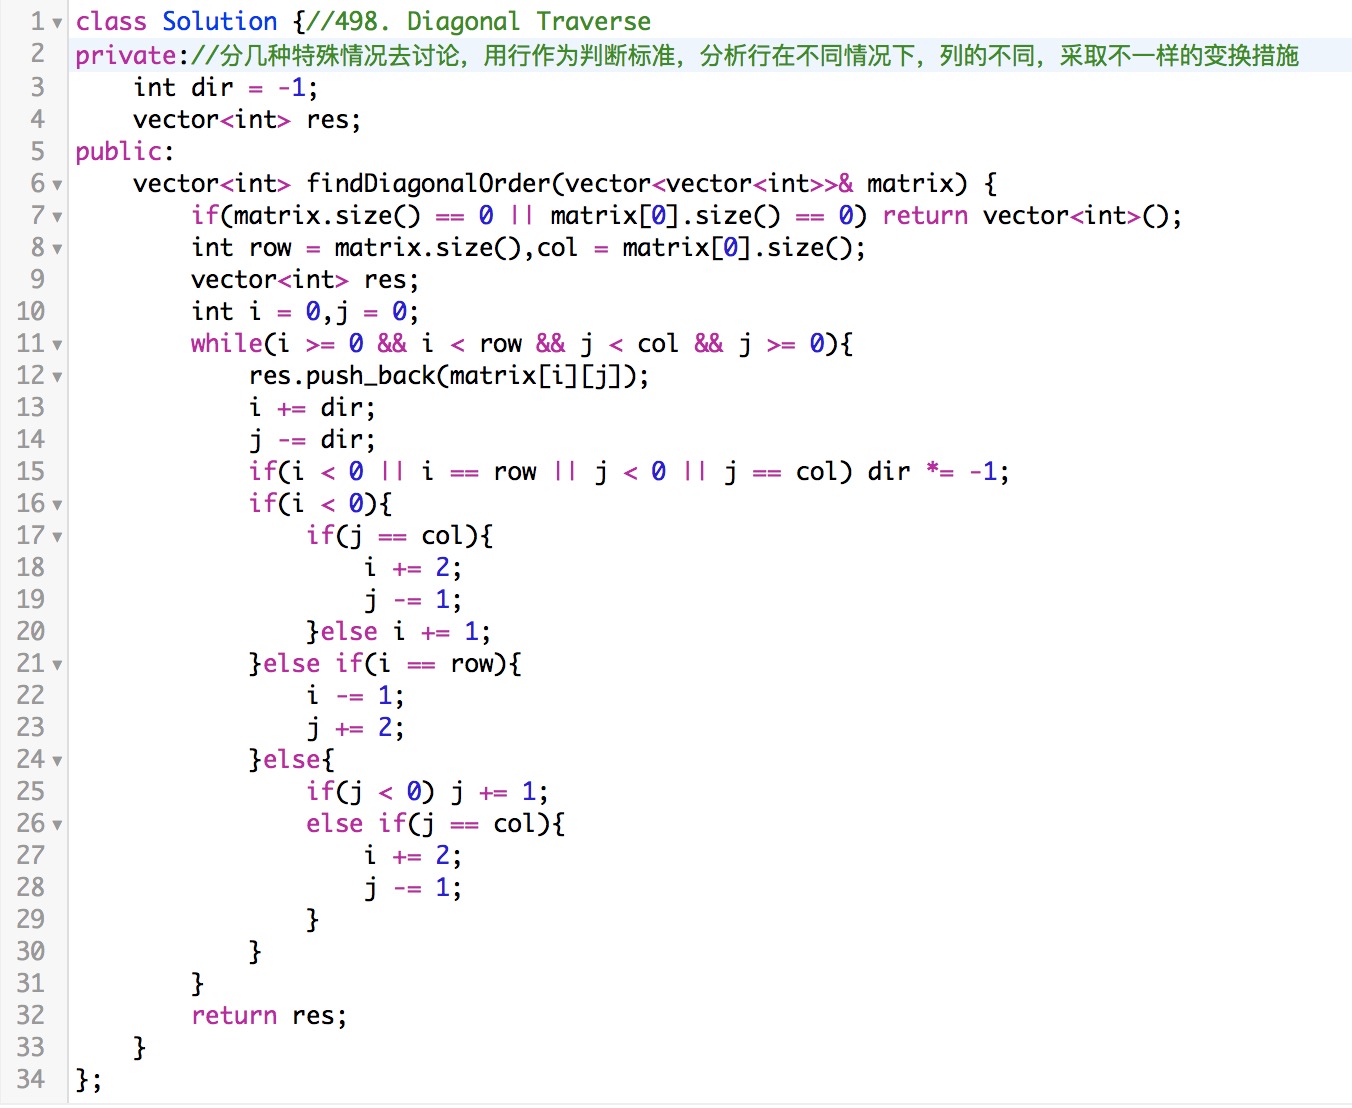 1 class Solution {//498. Diagonal Traverse
2 private://分几种特殊情况去讨论，用行作为判断标准，分析行在不同情况下，列的不同，采取不一样的变换措施
3     int dir = -1;
4     vector<int> res;
5 public:
6     vector<int> findDiagonalOrder(vector<vector<int>>& matrix) {
7         if(matrix.size() == 0 || matrix[0].size() == 0) return vector<int>();
8         int row = matrix.size(),col = matrix[0].size();
9         vector<int> res;
10         int i = 0,j = 0;
11         while(i >= 0 && i < row && j < col && j >= 0){
12             res.push_back(matrix[i][j]);
13             i += dir;
14             j -= dir;
15             if(i < 0 || i == row || j < 0 || j == col) dir *= -1;
16             if(i < 0){
17                 if(j == col){
18                     i += 2;
19                     j -= 1;
20                 }else i += 1;
21             }else if(i == row){
22                 i -= 1;
23                 j += 2;
24             }else{
25                 if(j < 0) j += 1;
26                 else if(j == col){
27                     i += 2;
28                     j -= 1;
29                 }
30             }
31         }
32         return res;
33     }
34 };